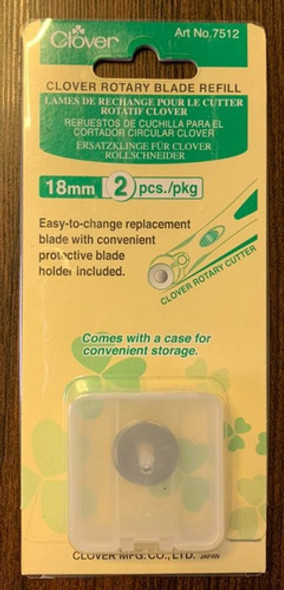 Clover
Art No,7512
CLOVER ROTARY BLADE REFILL
LAMES DE RECHANGE POUR LE CUTTER
ROTATIF CLOVER
REPUESTOS DE CUCHILLA PARA EL
CORTADOR CIRCULAR CLOVER
ERSATZKLINGE FÜR CLOVER
ROLLSCHNEIDER
18mm 2 pcs./pkg
Easy-to-change replacement
blade with convenient
protective blade
holder included.
CLOVER ROTARY CUTTER
Comes with a case for
convenient storage.
CLOVER MFG. CO., LTD. JAPAN